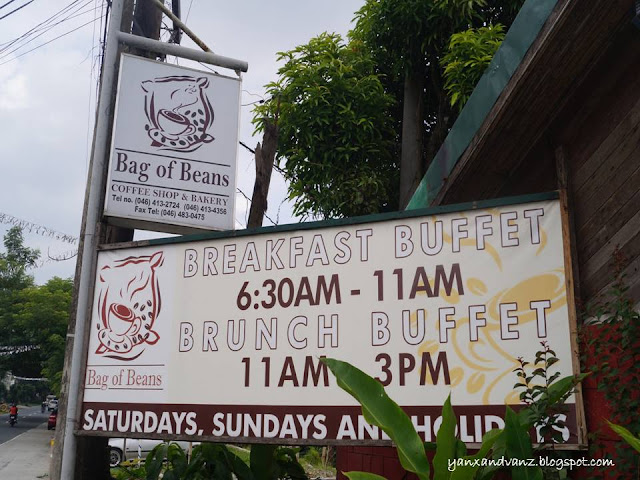 Bag of Beans
COFFEE SHOP & BAKERY
Tel no. (046) 413-2724 (046) 413-4356
Fax Tel: (046) 483-0475
BREAKFAST BUFFET
6:30AM - 11AM
BRUNCH BUFFET
11AM - 3PM
Bag of Beans
SATURDAYS, SUNDAYS AND HOLIDAYS
yanxandvanz.blogspot.com